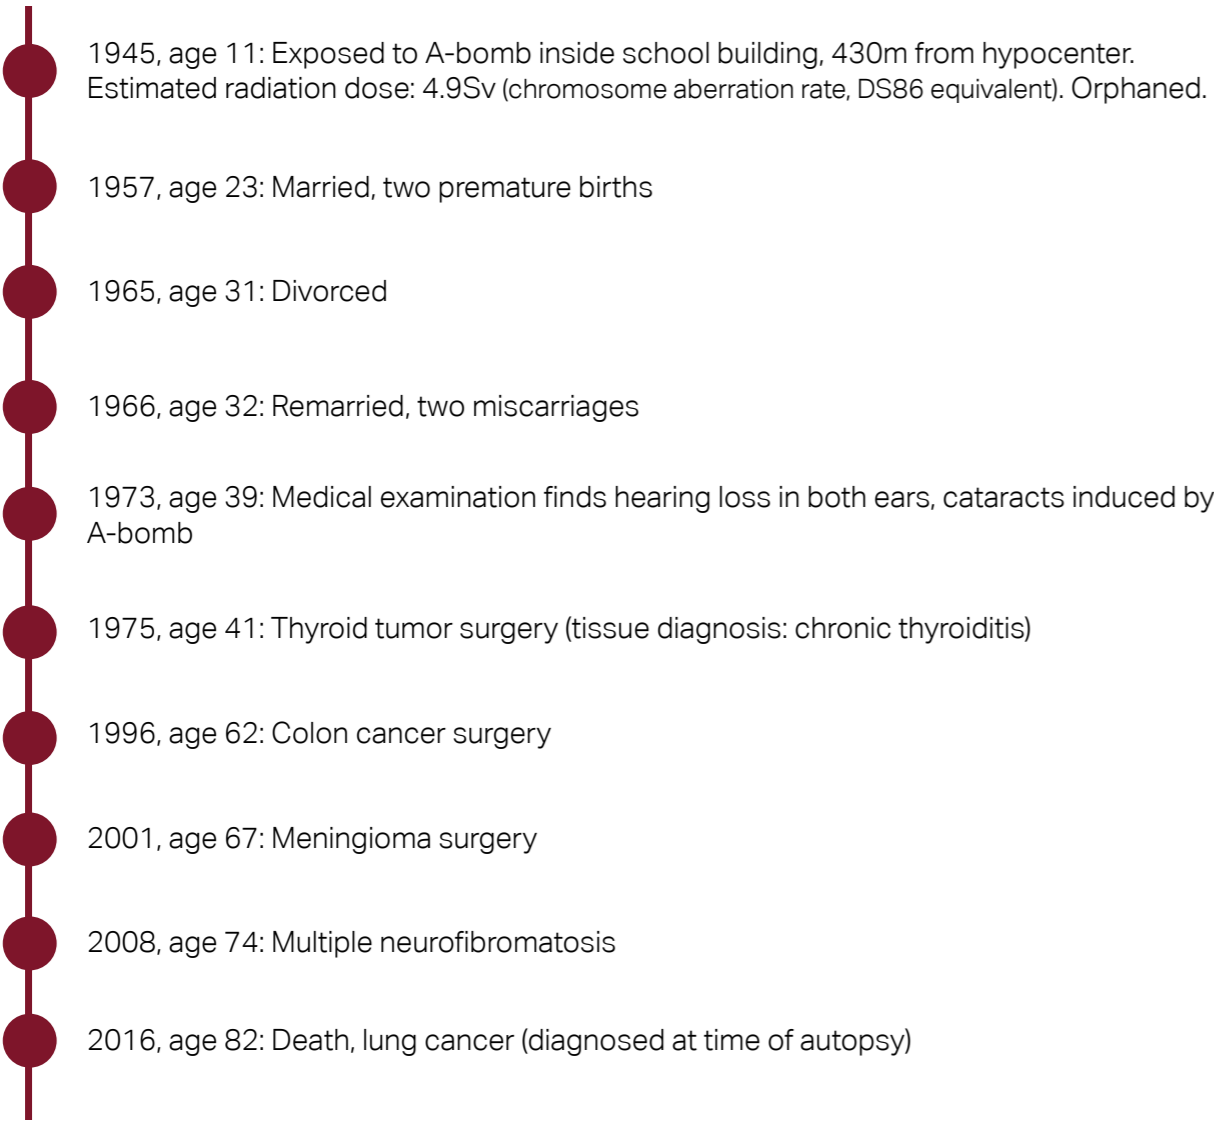 1945, age 11: Exposed to A-bomb inside school building, 430m from hypocenter.
Estimated radiation dose: 4.9Sv (chromosome aberration rate, DS86 equivalent). Orphaned.
1957, age 23: Married, two premature births
1965, age 31: Divorced
1966, age 32: Remarried, two miscarriages
1973, age 39: Medical examination finds hearing loss in both ears, cataracts induced by
A-bomb
1975, age 41: Thyroid tumor surgery (tissue diagnosis: chronic thyroiditis)
1996, age 62: Colon cancer surgery
2001, age 67: Meningioma surgery
2008, age 74: Multiple neurofibromatosis
2016, age 82: Death, lung cancer (diagnosed at time of autopsy)